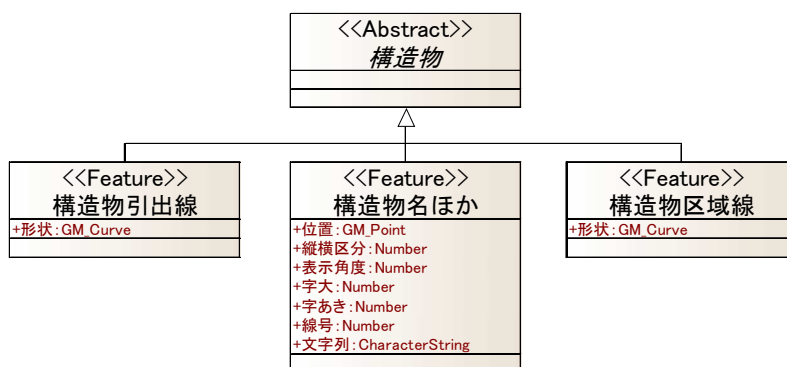 <<Abstract>>
構造物
<<Feature>>
構造物引出線
+形状:GM_Curve
<<Feature>>
構造物名ほか
+位置:GM_Point
+縦横区分:Number
+表示角度:Number
+字大:Number
+字あき:Number
+線号:Number
+文字列:CharacterString
<<Feature>>
構造物区域線
+形状:GM_Curve